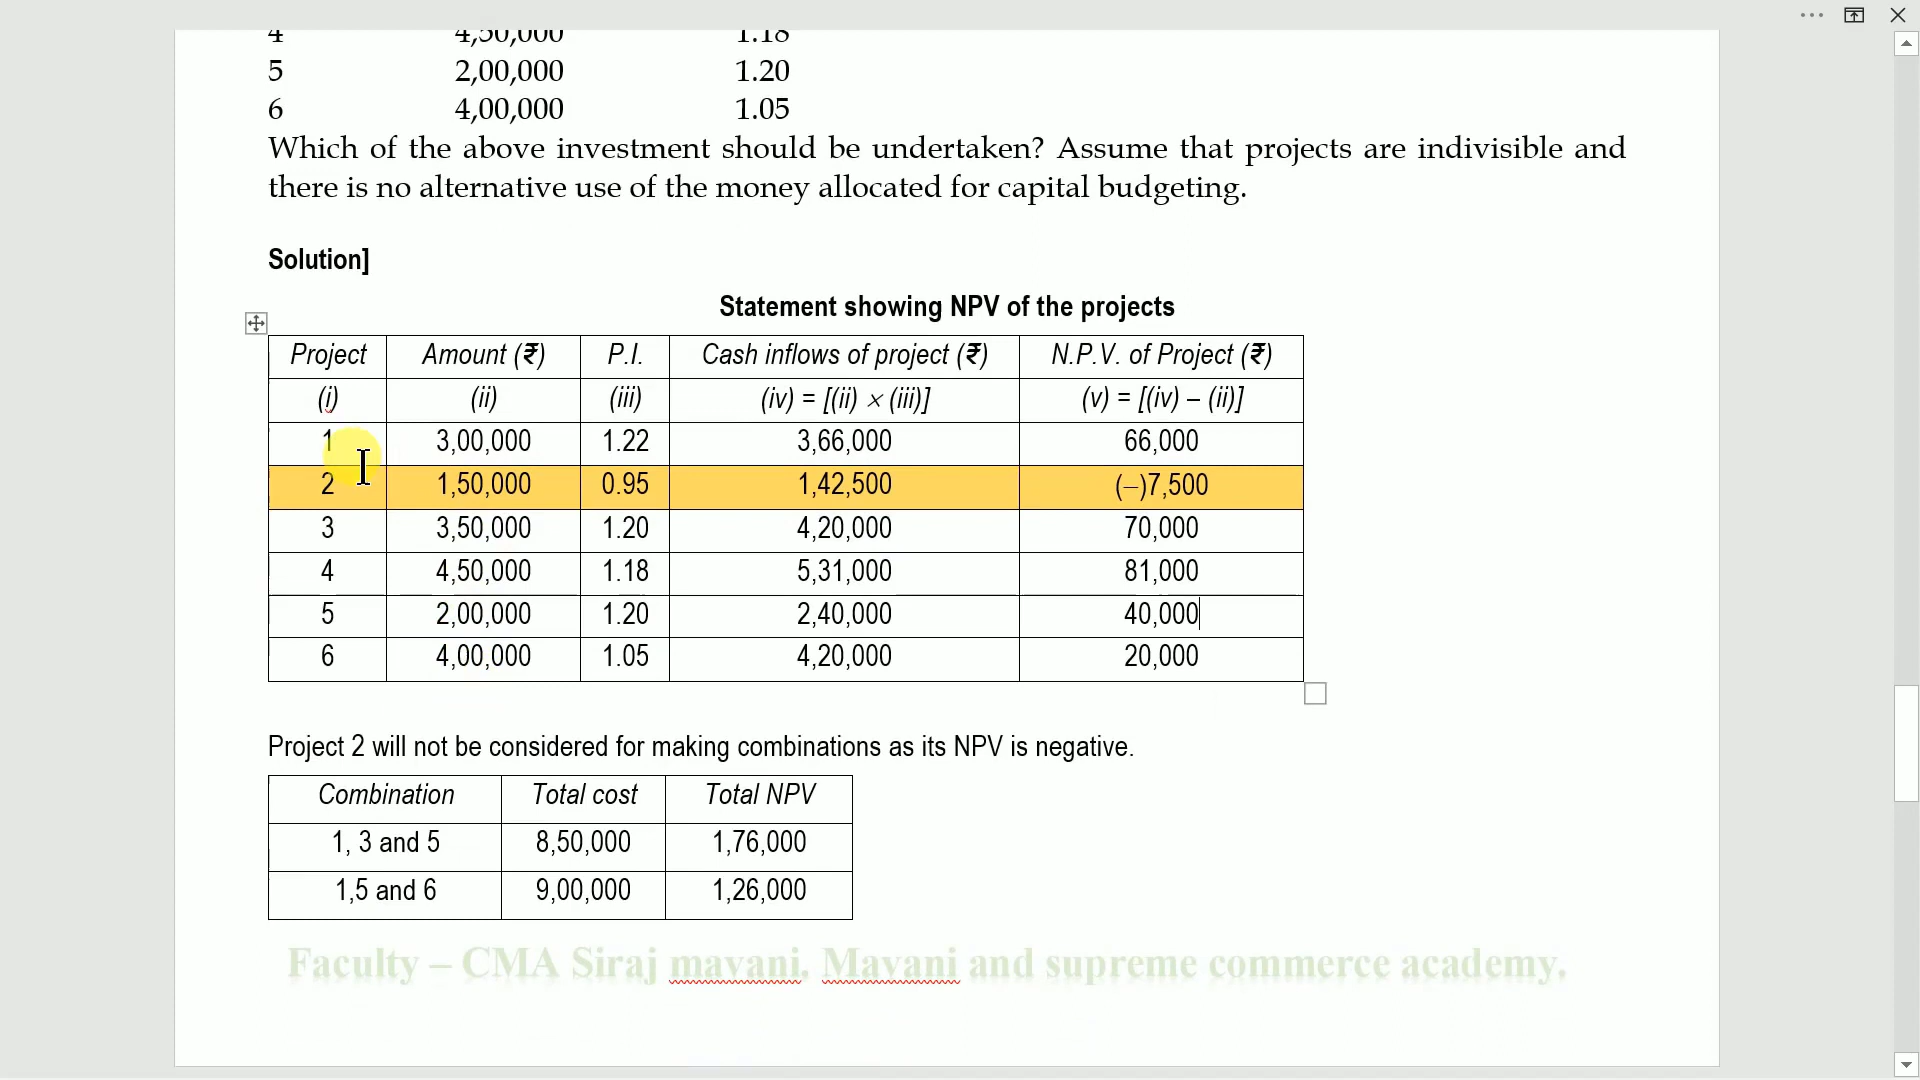 4 4,50,000 1.18
5 2,00,000 1.20
6 4,00,000 1.05
Which of the above investment should be undertaken? Assume that projects are indivisible and
there is no alternative use of the money allocated for capital budgeting.
Solution]
Statement showing NPV of the projects
Project Amount (₹) P.I. Cash inflows of project (₹) N.P.V. of Project (₹)
(i) (ii) (iii) (iv) = [(ii) × (iii)] (v) = [(iv) – (ii)]
1 3,00,000 1.22 3,66,000 66,000
2 1,50,000 0.95 1,42,500 (–)7,500
3 3,50,000 1.20 4,20,000 70,000
4 4,50,000 1.18 5,31,000 81,000
5 2,00,000 1.20 2,40,000 40,000
6 4,00,000 1.05 4,20,000 20,000
Project 2 will not be considered for making combinations as its NPV is negative.
Combination Total cost Total NPV
1, 3 and 5 8,50,000 1,76,000
1,5 and 6 9,00,000 1,26,000
Faculty – CMA Siraj mavani. Mavani and supreme commerce academy.